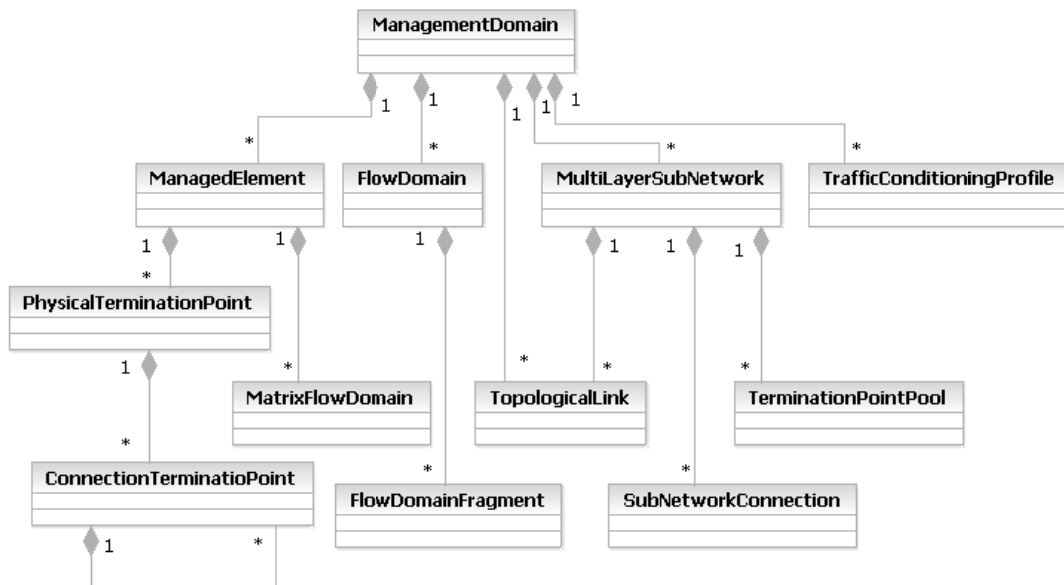 ManagementDomain
1
1
1
1
1
*
*
*
*
ManagedElement
FlowDomain
MultiLayerSubNetwork
TrafficConditioningProfile
1
1
1
1
1
1
*
PhysicalTerminationPoint
1
*
*
*
*
MatrixFlowDomain
TopologicalLink
TerminationPointPool
*
*
*
ConnectionTerminatioPoint
FlowDomainFragment
SubNetworkConnection
1
*